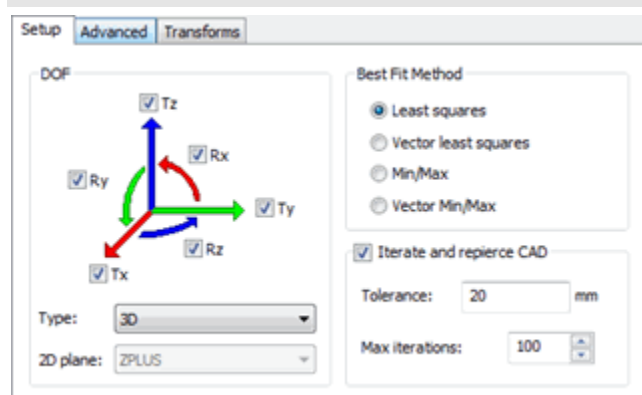 Setup Advanced Transforms
DOF
Tz
Rx
Ry
Ty
Rz
Tx
Type: 3D
2D plane: ZPLUS
Best Fit Method
Least squares
Vector least squares
Min/Max
Vector Min/Max
Iterate and repierce CAD
Tolerance: 20 mm
Max iterations: 100